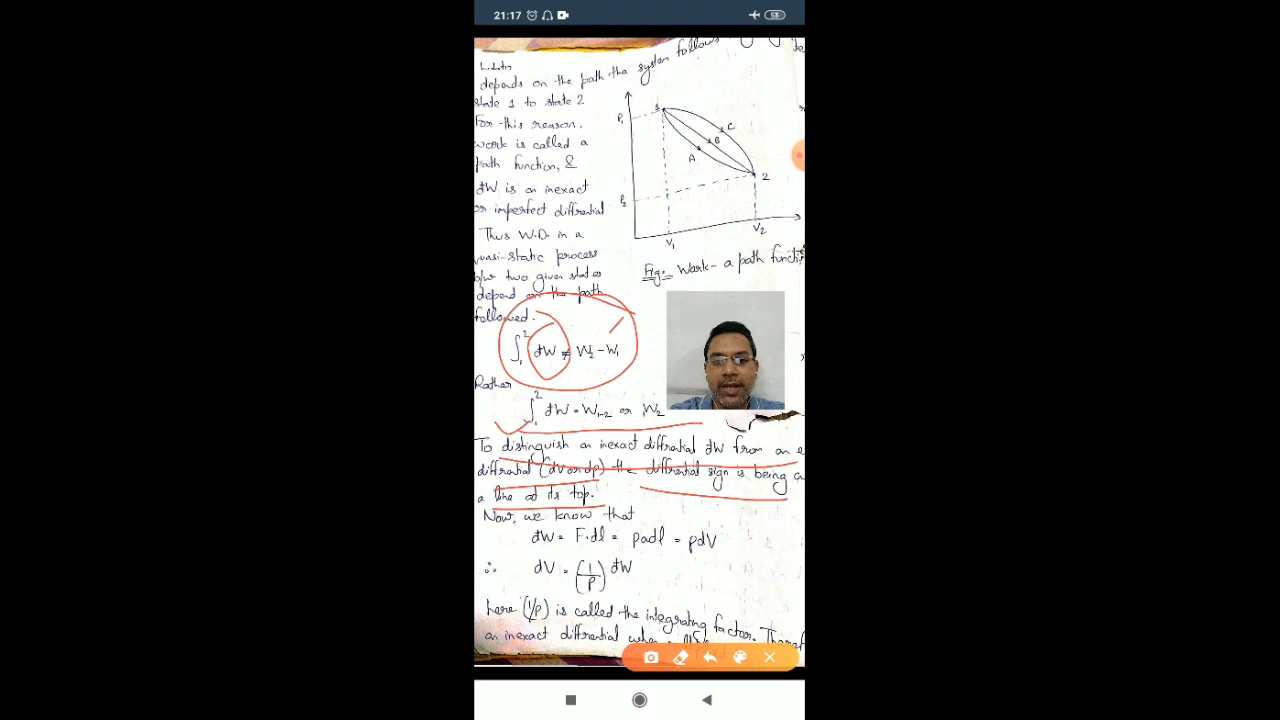 21:17
53
depends on the path the system follows
state 1 to state 2
For this reason.
work is called a
path function, &
đW is an inexact
or imperfect differential
Thus W.D. in a
quasi-static process
b/w two given states
depend on the path
followed.
P1
1
C
B
A
2
P2
V1
V2
Fig:- Work - a path functi
∫₁² đW ≠ W2 - W1
Rather
∫₁² đW = W1-2 or 1W2
To distinguish an inexact differential đW from an e
differential (dV or dp) the differential sign is being cu
a line at its top.
Now, we know that
đW = F.dl = padl = pdV
∴ dV = (1/P) đW
here (1/p) is called the integrating factor. Theref
an inexact differential when